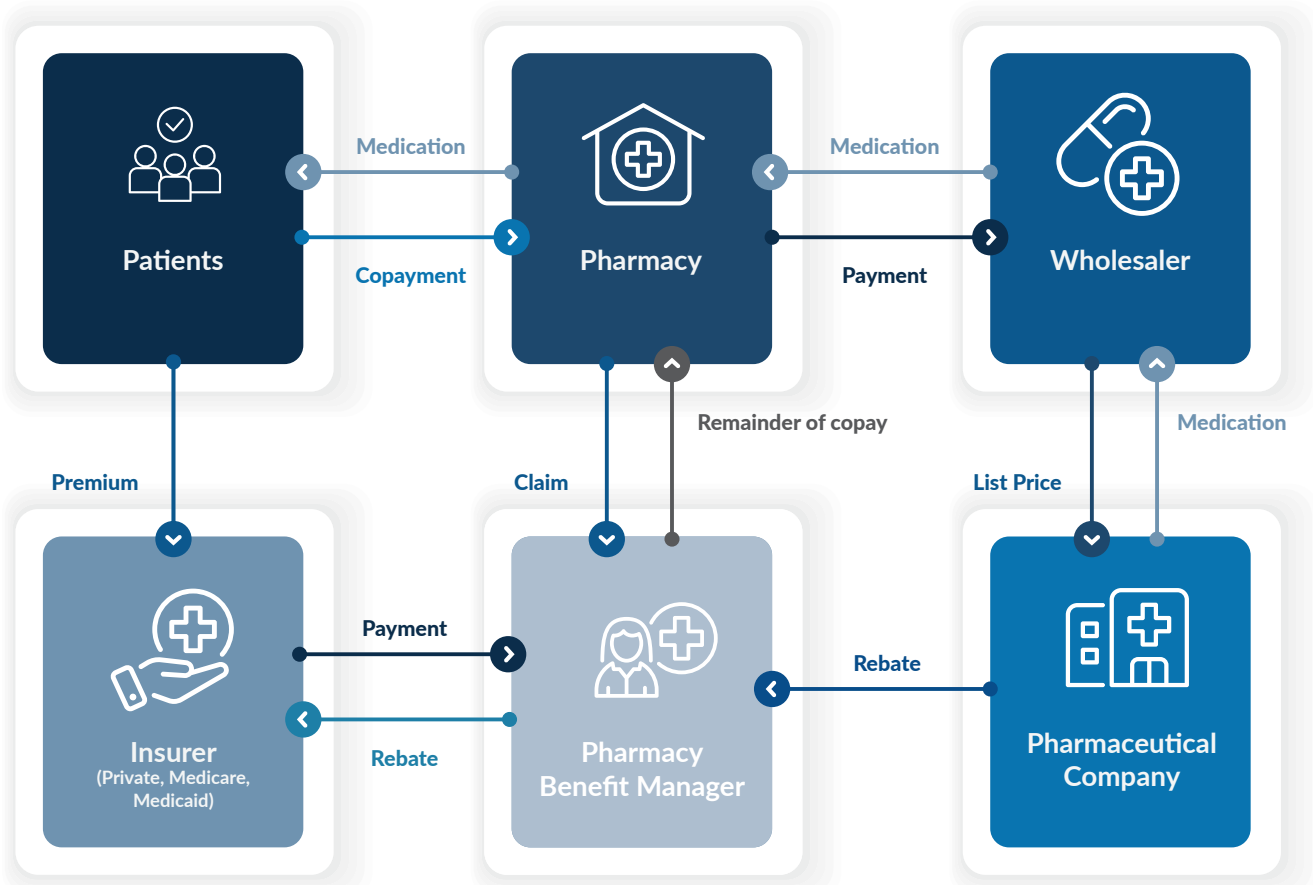 Medication
Medication
Patients
Pharmacy
Wholesaler
Copayment
Payment
Remainder of copay
Medication
Premium
Claim
List Price
Payment
Rebate
Insurer
(Private, Medicare,
Medicaid)
Rebate
Pharmacy
Benefit Manager
Pharmaceutical
Company